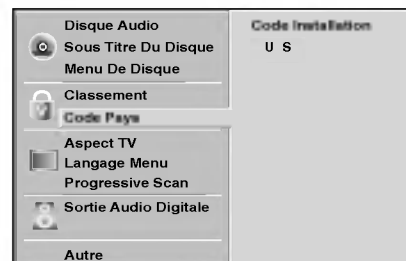 Disque Audio
Sous Titre Du Disque
Menu De Disque
Classement
Code Pays
Aspect TV
Langage Menu
Progressive Scan
Sortie Audio Digitale
Autre
Code Installation
U S